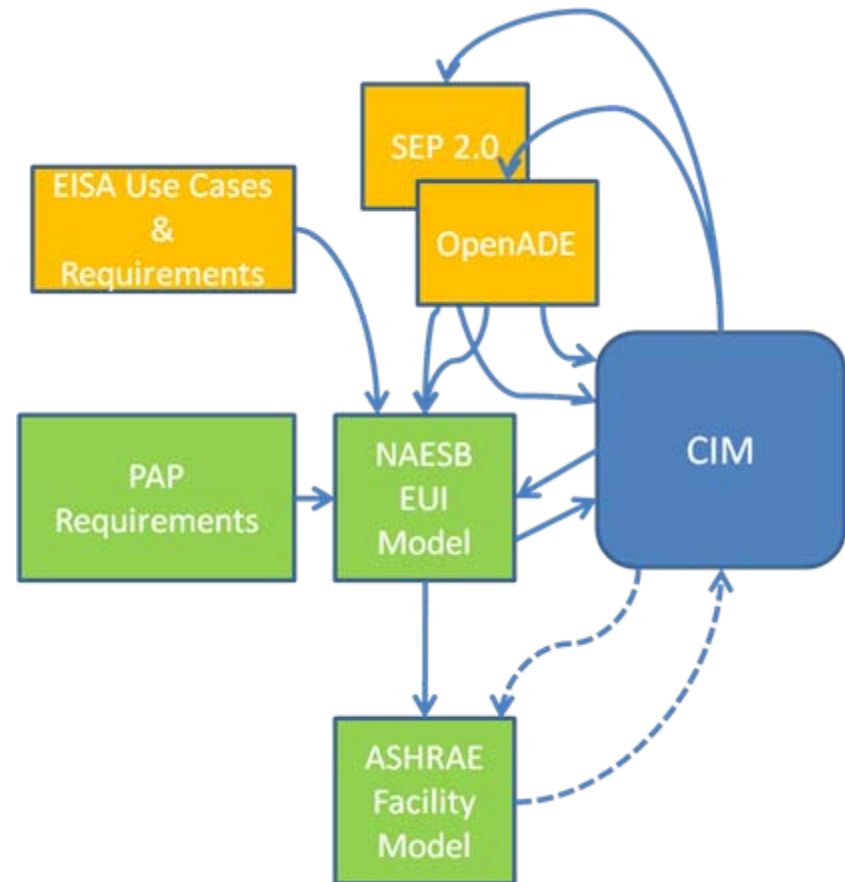 SEP 2.0
EISA Use Cases
&
Requirements
OpenADE
PAP
Requirements
NAESB
EUI
Model
CIM
ASHRAE
Facility
Model